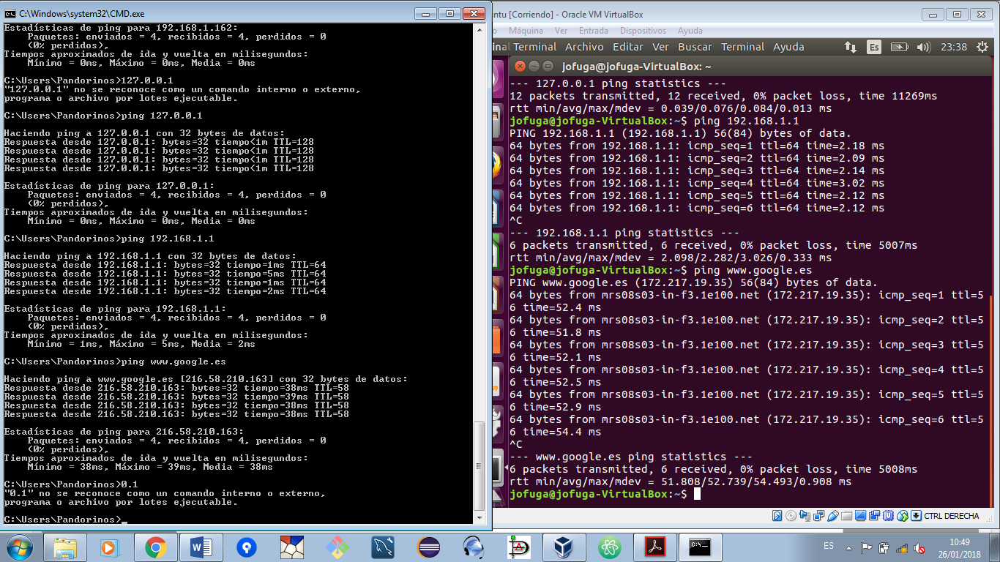 C:\Windows\system32\CMD.exe
Estadísticas de ping para 192.168.1.162:
    Paquetes: enviados = 4, recibidos = 4, perdidos = 0
    (0% perdidos),
Tiempos aproximados de ida y vuelta en milisegundos:
    Mínimo = 0ms, Máximo = 0ms, Media = 0ms
C:\Users\Pandorinos>127.0.0.1
"127.0.0.1" no se reconoce como un comando interno o externo,
programa o archivo por lotes ejecutable.
C:\Users\Pandorinos>ping 127.0.0.1
Haciendo ping a 127.0.0.1 con 32 bytes de datos:
Respuesta desde 127.0.0.1: bytes=32 tiempo<1m TTL=128
Respuesta desde 127.0.0.1: bytes=32 tiempo<1m TTL=128
Respuesta desde 127.0.0.1: bytes=32 tiempo<1m TTL=128
Respuesta desde 127.0.0.1: bytes=32 tiempo<1m TTL=128
Estadísticas de ping para 127.0.0.1:
    Paquetes: enviados = 4, recibidos = 4, perdidos = 0
    (0% perdidos),
Tiempos aproximados de ida y vuelta en milisegundos:
    Mínimo = 0ms, Máximo = 0ms, Media = 0ms
C:\Users\Pandorinos>ping 192.168.1.1
Haciendo ping a 192.168.1.1 con 32 bytes de datos:
Respuesta desde 192.168.1.1: bytes=32 tiempo=1ms TTL=64
Respuesta desde 192.168.1.1: bytes=32 tiempo=5ms TTL=64
Respuesta desde 192.168.1.1: bytes=32 tiempo=1ms TTL=64
Respuesta desde 192.168.1.1: bytes=32 tiempo=2ms TTL=64
Estadísticas de ping para 192.168.1.1:
    Paquetes: enviados = 4, recibidos = 4, perdidos = 0
    (0% perdidos),
Tiempos aproximados de ida y vuelta en milisegundos:
    Mínimo = 1ms, Máximo = 5ms, Media = 2ms
C:\Users\Pandorinos>ping www.google.es
Haciendo ping a www.google.es [216.58.210.163] con 32 bytes de datos:
Respuesta desde 216.58.210.163: bytes=32 tiempo=38ms TTL=58
Respuesta desde 216.58.210.163: bytes=32 tiempo=39ms TTL=58
Respuesta desde 216.58.210.163: bytes=32 tiempo=38ms TTL=58
Respuesta desde 216.58.210.163: bytes=32 tiempo=38ms TTL=58
Estadísticas de ping para 216.58.210.163:
    Paquetes: enviados = 4, recibidos = 4, perdidos = 0
    (0% perdidos),
Tiempos aproximados de ida y vuelta en milisegundos:
    Mínimo = 38ms, Máximo = 39ms, Media = 38ms
C:\Users\Pandorinos>0.1
"0.1" no se reconoce como un comando interno o externo,
programa o archivo por lotes ejecutable.
C:\Users\Pandorinos>_
ntu [Corriendo] - Oracle VM VirtualBox
o Máquina Ver Entrada Dispositivos Ayuda
inal Terminal Archivo Editar Ver Buscar Terminal Ayuda Es 23:38
jofuga@jofuga-VirtualBox: ~
--- 127.0.0.1 ping statistics ---
12 packets transmitted, 12 received, 0% packet loss, time 11269ms
rtt min/avg/max/mdev = 0.039/0.076/0.084/0.013 ms
jofuga@jofuga-VirtualBox:~$ ping 192.168.1.1
PING 192.168.1.1 (192.168.1.1) 56(84) bytes of data.
64 bytes from 192.168.1.1: icmp_seq=1 ttl=64 time=2.18 ms
64 bytes from 192.168.1.1: icmp_seq=2 ttl=64 time=2.09 ms
64 bytes from 192.168.1.1: icmp_seq=3 ttl=64 time=2.14 ms
64 bytes from 192.168.1.1: icmp_seq=4 ttl=64 time=3.02 ms
64 bytes from 192.168.1.1: icmp_seq=5 ttl=64 time=2.12 ms
64 bytes from 192.168.1.1: icmp_seq=6 ttl=64 time=2.12 ms
^C
--- 192.168.1.1 ping statistics ---
6 packets transmitted, 6 received, 0% packet loss, time 5007ms
rtt min/avg/max/mdev = 2.098/2.282/3.026/0.333 ms
jofuga@jofuga-VirtualBox:~$ ping www.google.es
PING www.google.es (172.217.19.35) 56(84) bytes of data.
64 bytes from mrs08s03-in-f3.1e100.net (172.217.19.35): icmp_seq=1 ttl=5
6 time=52.4 ms
64 bytes from mrs08s03-in-f3.1e100.net (172.217.19.35): icmp_seq=2 ttl=5
6 time=51.8 ms
64 bytes from mrs08s03-in-f3.1e100.net (172.217.19.35): icmp_seq=3 ttl=5
6 time=52.1 ms
64 bytes from mrs08s03-in-f3.1e100.net (172.217.19.35): icmp_seq=4 ttl=5
6 time=52.5 ms
64 bytes from mrs08s03-in-f3.1e100.net (172.217.19.35): icmp_seq=5 ttl=5
6 time=52.9 ms
64 bytes from mrs08s03-in-f3.1e100.net (172.217.19.35): icmp_seq=6 ttl=5
6 time=54.4 ms
^C
--- www.google.es ping statistics ---
6 packets transmitted, 6 received, 0% packet loss, time 5008ms
rtt min/avg/max/mdev = 51.808/52.739/54.493/0.908 ms
jofuga@jofuga-VirtualBox:~$
CTRL DERECHA
ES
10:49
26/01/2018